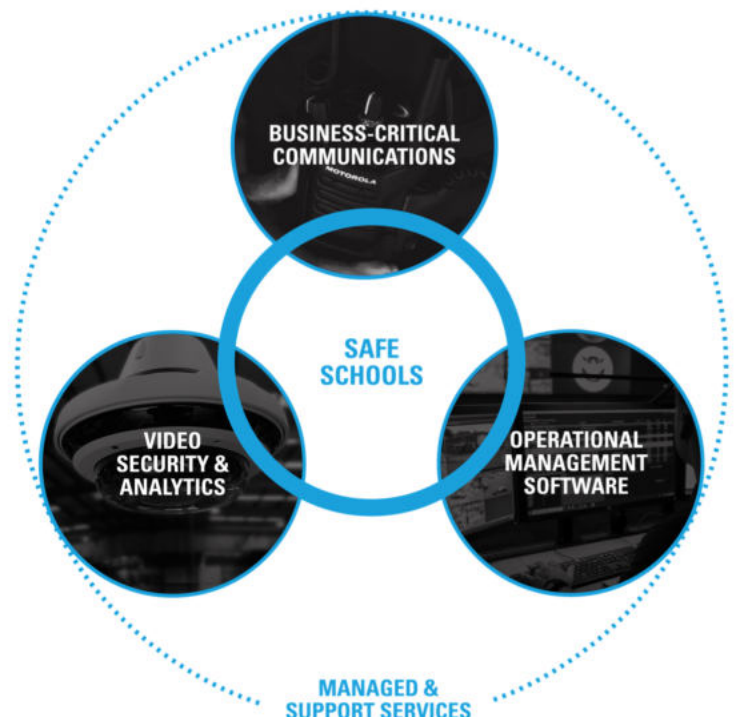 BUSINESS-CRITICAL
COMMUNICATIONS
MOTOROLA
SAFE
SCHOOLS
VIDEO
SECURITY &
ANALYTICS
OPERATIONAL
MANAGEMENT
SOFTWARE
MANAGED &
SUPPORT SERVICES